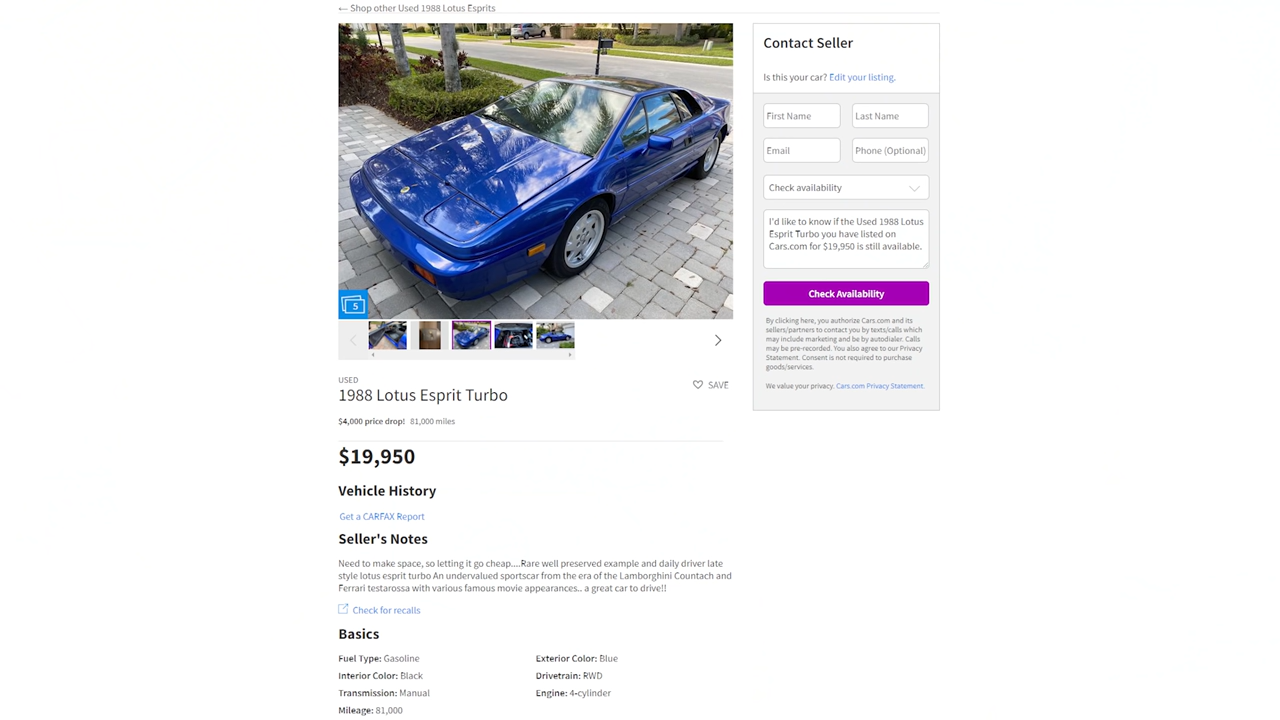 ← Shop other Used 1988 Lotus Esprits
5
USED
1988 Lotus Esprit Turbo
SAVE
$4,000 price drop! 81,000 miles
$19,950
Vehicle History
Get a CARFAX Report
Seller's Notes
Need to make space, so letting it go cheap....Rare well preserved example and daily driver late
style lotus esprit turbo An undervalued sportscar from the era of the Lamborghini Countach and
Ferrari testarossa with various famous movie appearances.. a great car to drive!!
Check for recalls
Basics
Fuel Type: Gasoline
Exterior Color: Blue
Interior Color: Black
Drivetrain: RWD
Transmission: Manual
Engine: 4-cylinder
Mileage: 81,000
Contact Seller
Is this your car? Edit your listing.
First Name
Last Name
Email
Phone (Optional)
Check availability
I'd like to know if the Used 1988 Lotus
Esprit Turbo you have listed on
Cars.com for $19,950 is still available.
Check Availability
By clicking here, you authorize Cars.com and its
sellers/partners to contact you by texts/calls which
may include marketing and be by autodialer. Calls
may be pre-recorded. You also agree to our Privacy
Statement. Consent is not required to purchase
goods/services.
We value your privacy. Cars.com Privacy Statement.